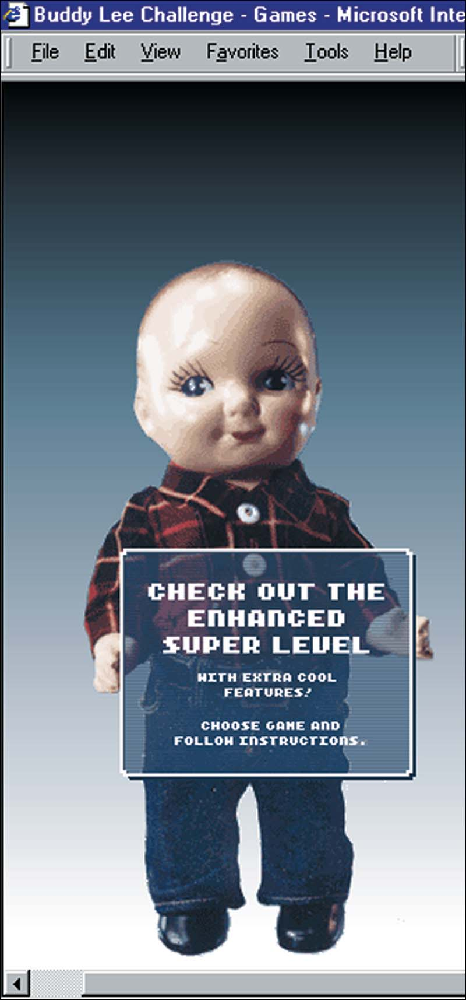 Buddy Lee Challenge - Games - Microsoft Inte
File Edit View Favorites Tools Help
CHECK OUT THE
ENHANCED
SUPER LEVEL
WITH EXTRA COOL
FEATURES!
CHOOSE GAME AND
FOLLOW INSTRUCTIONS.